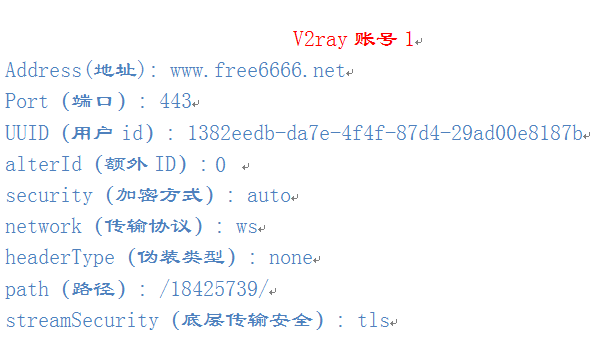 V2ray 账号 1
Address(地址): www.free6666.net
Port (端口): 443
UUID (用户 id): 1382eedb-da7e-4f4f-87d4-29ad00e8187b
alterId (额外 ID): 0
security (加密方式): auto
network (传输协议): ws
headerType (伪装类型): none
path (路径): /18425739/
streamSecurity (底层传输安全): tls